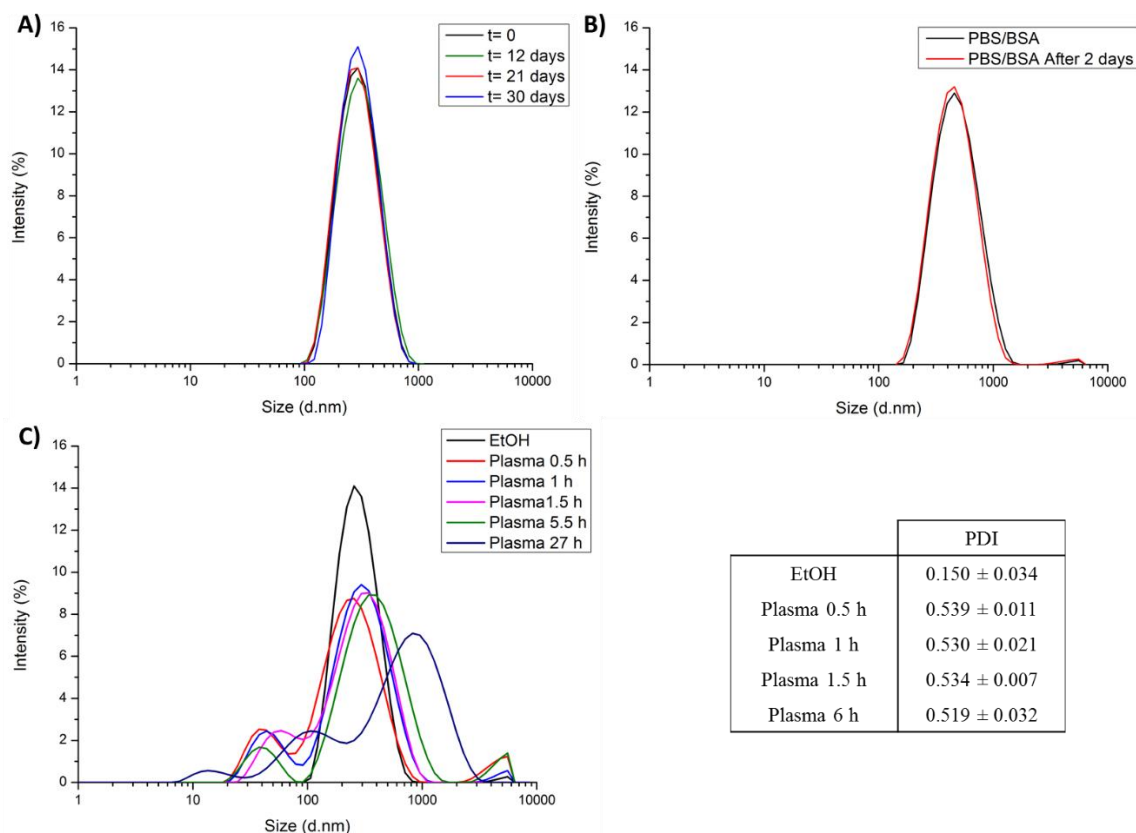 A)
t= 0
t= 12 days
t= 21 days
t= 30 days
16
14
12
10
8
6
4
2
0
Intensity (%)
1 10 100 1000 10000
Size (d.nm)
B)
PBS/BSA
PBS/BSA After 2 days
16
14
12
10
8
6
4
2
0
Intensity (%)
1 10 100 1000 10000
Size (d.nm)
C)
EtOH
Plasma 0.5 h
Plasma 1 h
Plasma1.5 h
Plasma 5.5 h
Plasma 27 h
16
14
12
10
8
6
4
2
0
Intensity (%)
1 10 100 1000 10000
Size (d.nm)
PDI
EtOH 0.150 ± 0.034
Plasma 0.5 h 0.539 ± 0.011
Plasma 1 h 0.530 ± 0.021
Plasma 1.5 h 0.534 ± 0.007
Plasma 6 h 0.519 ± 0.032